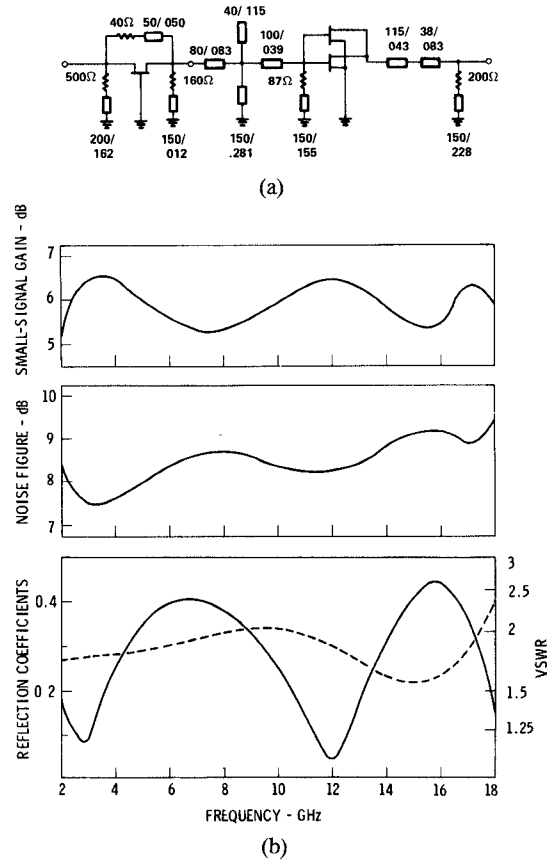 40/ 115
40Ω 50/ 050
100/
039
80/ 083
115/
043
38/
083
500Ω
160Ω
87Ω
200Ω
200/
162
150/
012
150/
.281
150/
155
150/
228
(a)
SMALL-SIGNAL GAIN - dB
7
6
5
NOISE FIGURE - dB
10
9
8
7
REFLECTION COEFFICIENTS
0.4
0 2
0
VSWR
3
2.5
2
1.5
1.25
2 4 6 8 10 12 14 16 18
FREQUENCY - GHz
(b)